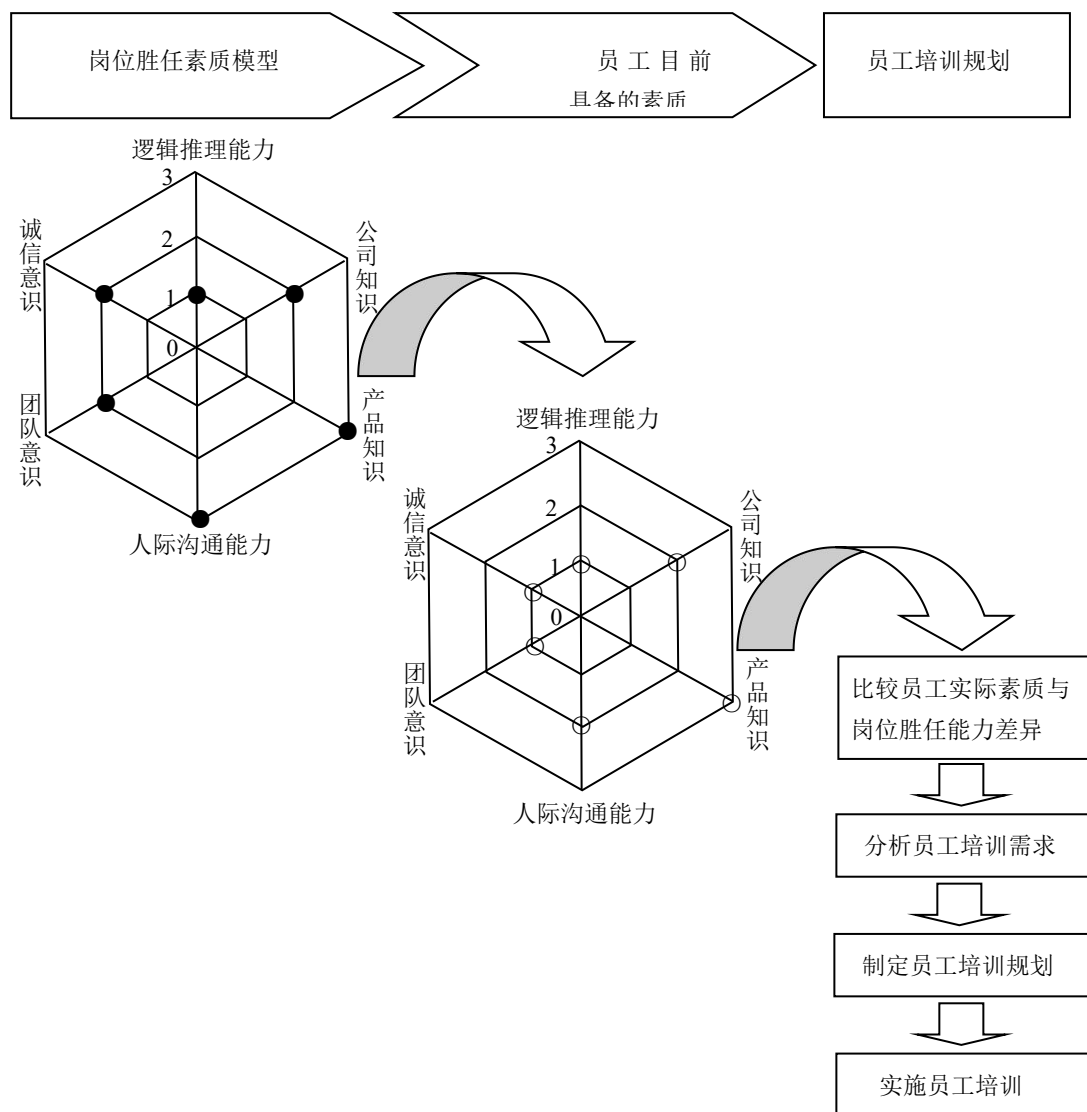 岗位胜任素质模型
员工目前
具备的素质
员工培训规划
逻辑推理能力
3
2
1
0
诚信意识
公司知识
团队意识
产品知识
人际沟通能力
逻辑推理能力
3
2
1
0
诚信意识
公司知识
团队意识
产品知识
人际沟通能力
比较员工实际素质与
岗位胜任能力差异
分析员工培训需求
制定员工培训规划
实施员工培训